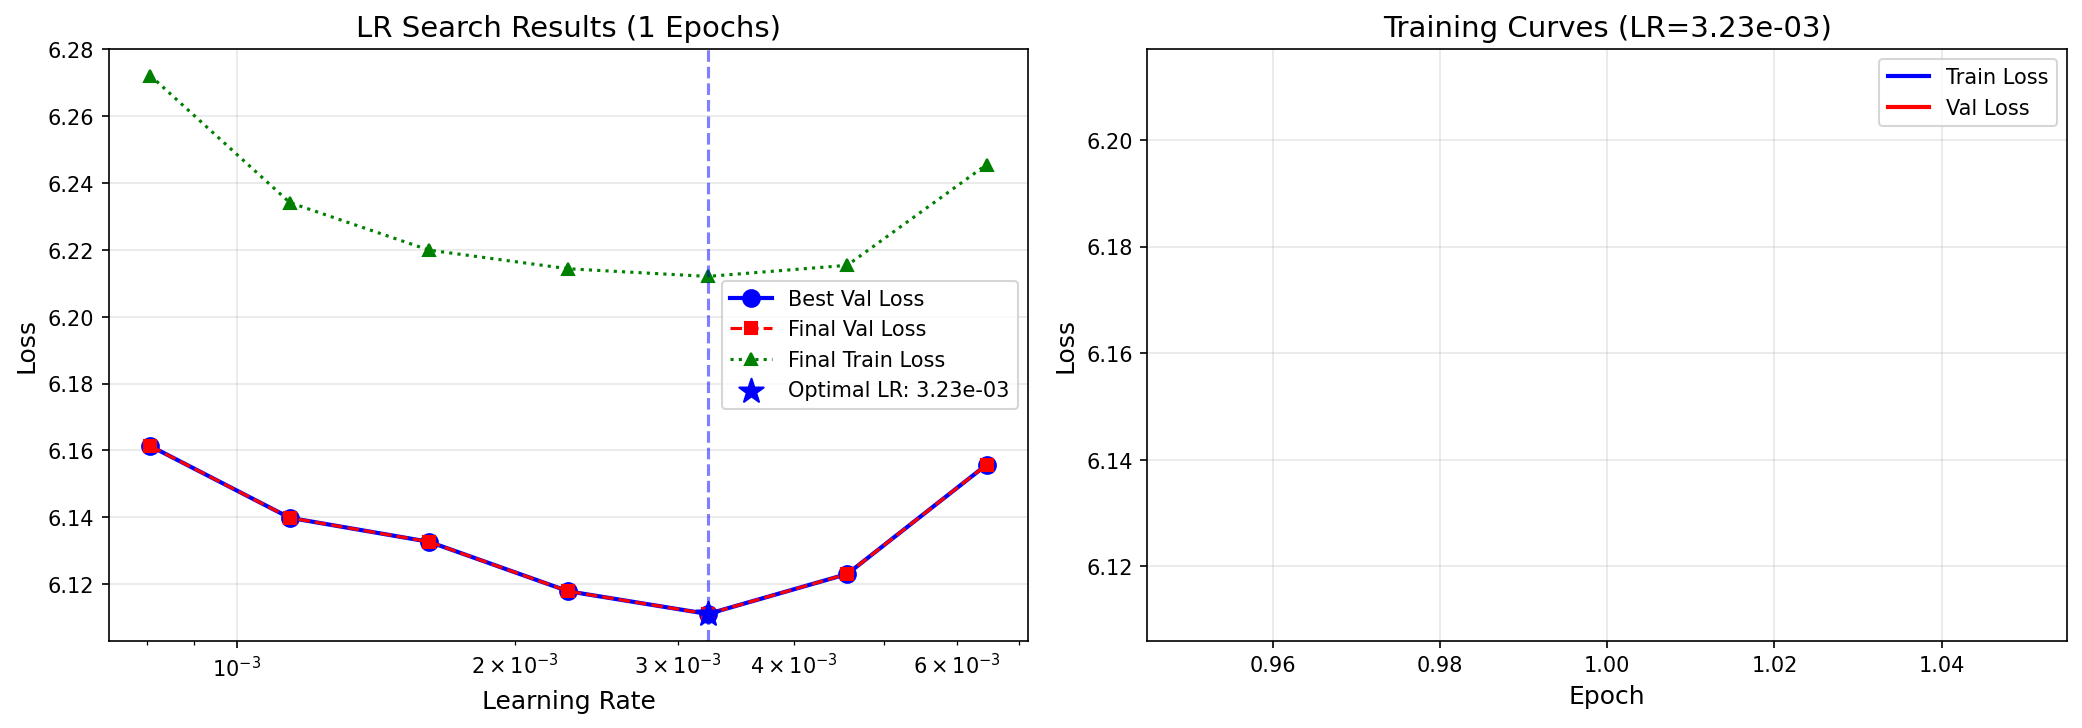 LR Search Results (1 Epochs)
6.28
6.26
6.24
6.22
6.20
6.18
6.16
6.14
6.12
Loss
Best Val Loss
Final Val Loss
Final Train Loss
Optimal LR: 3.23e-03
10⁻³
2×10⁻³
3×10⁻³
4×10⁻³
6×10⁻³
Learning Rate
Training Curves (LR=3.23e-03)
Train Loss
Val Loss
6.20
6.18
6.16
6.14
6.12
Loss
0.96
0.98
1.00
1.02
1.04
Epoch